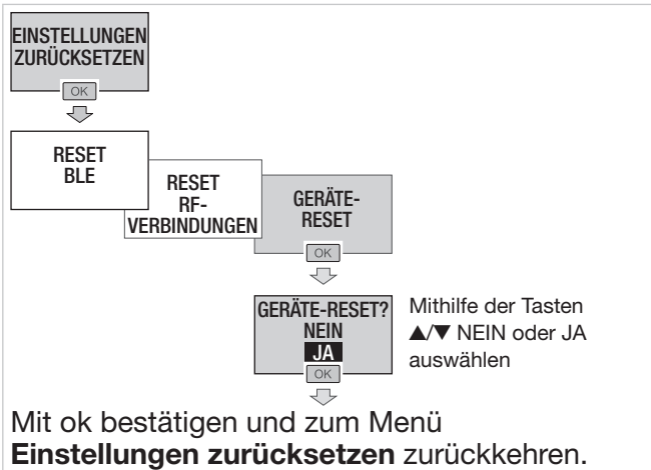 EINSTELLUNGEN
ZURÜCKSETZEN
OK
RESET
BLE
RESET
RF-
VERBINDUNGEN
GERÄTE-
RESET
OK
GERÄTE-RESET?
NEIN
JA
OK
Mithilfe der Tasten
▲/▼ NEIN oder JA
auswählen
Mit ok bestätigen und zum Menü
Einstellungen zurücksetzen zurückkehren.